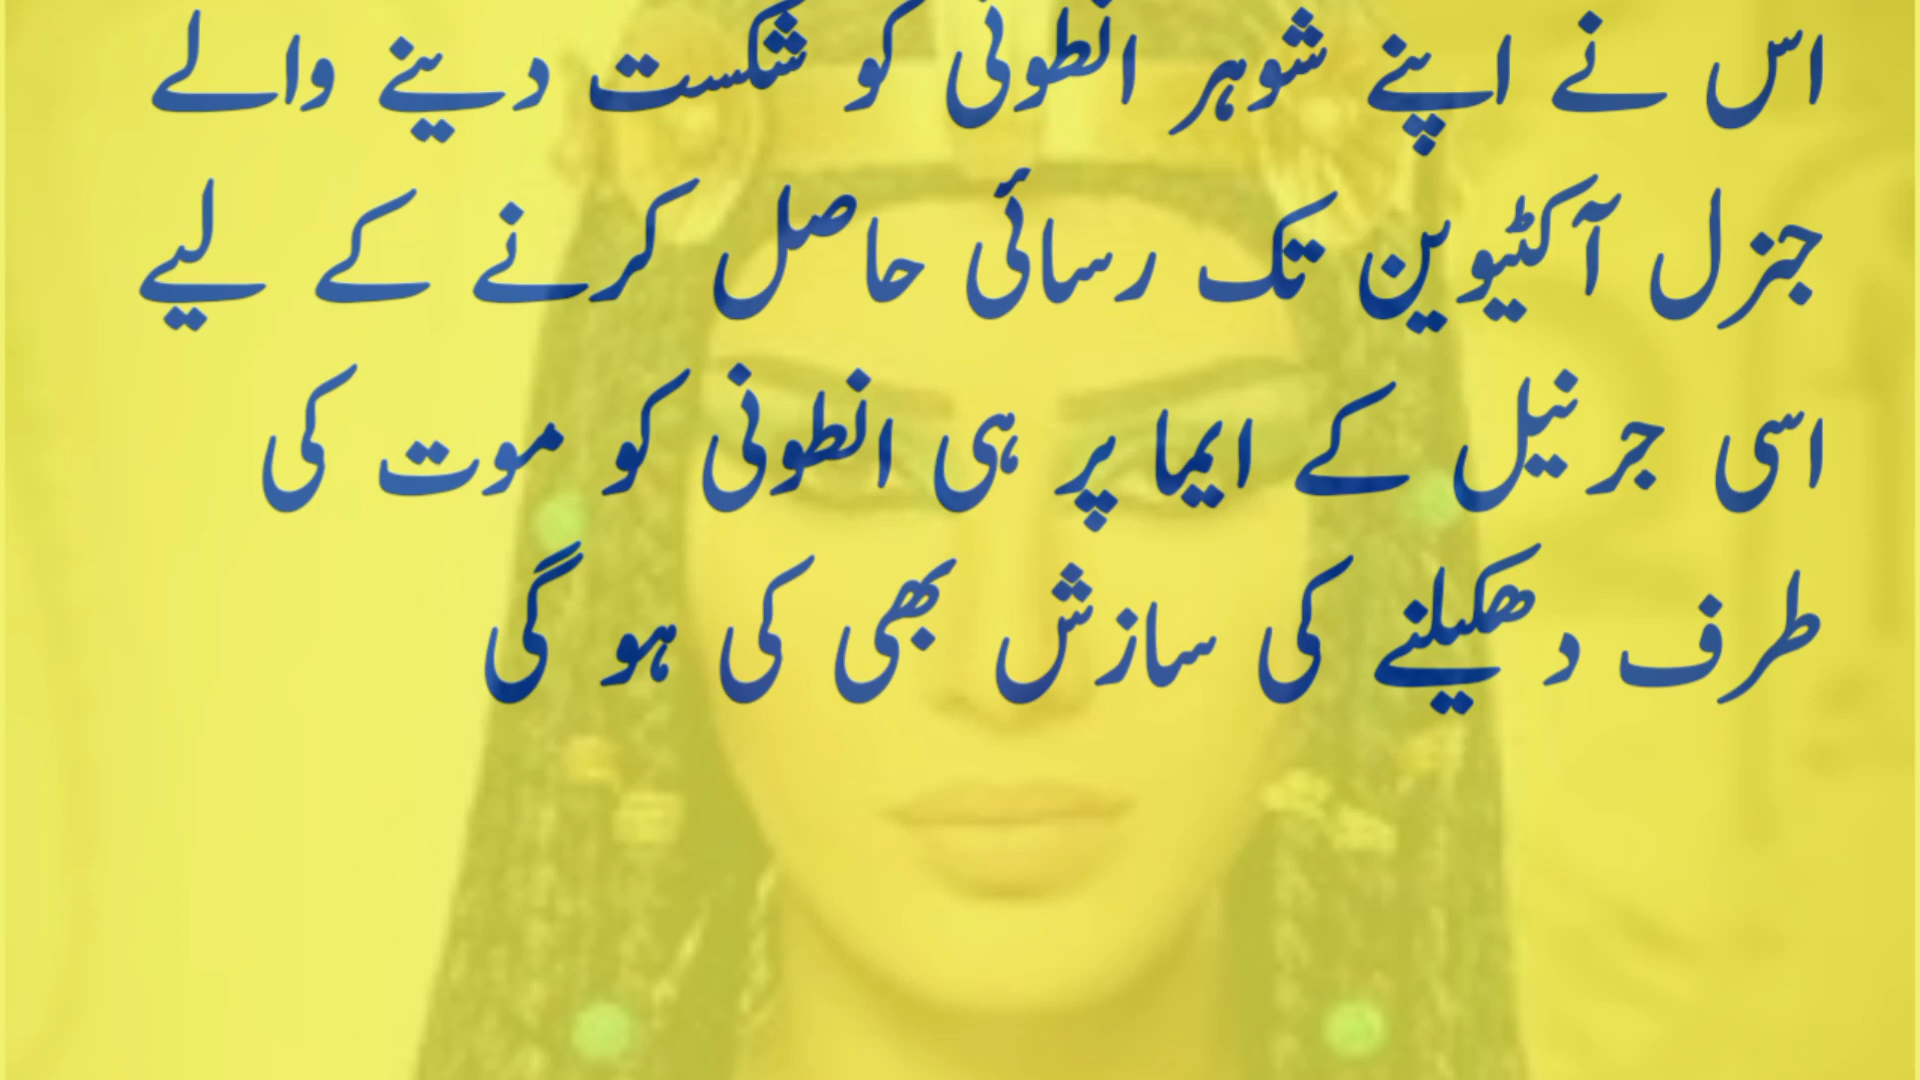 اس نے اپنے شوہر انطونی کو شکست دینے والے
جنرل آکٹیوین تک رسائی حاصل کرنے کے لیے
اسی جرنیل کے ایما پر ہی انطونی کو موت کی
طرف دھکیلنے کی سازش بھی کی ہو گی